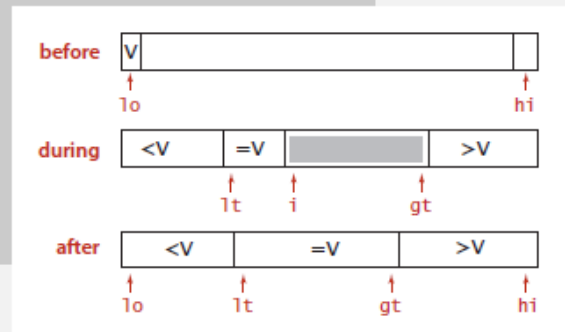 before V
lo hi
during <V =V >V
lt i gt
after <V =V >V
lo lt gt hi